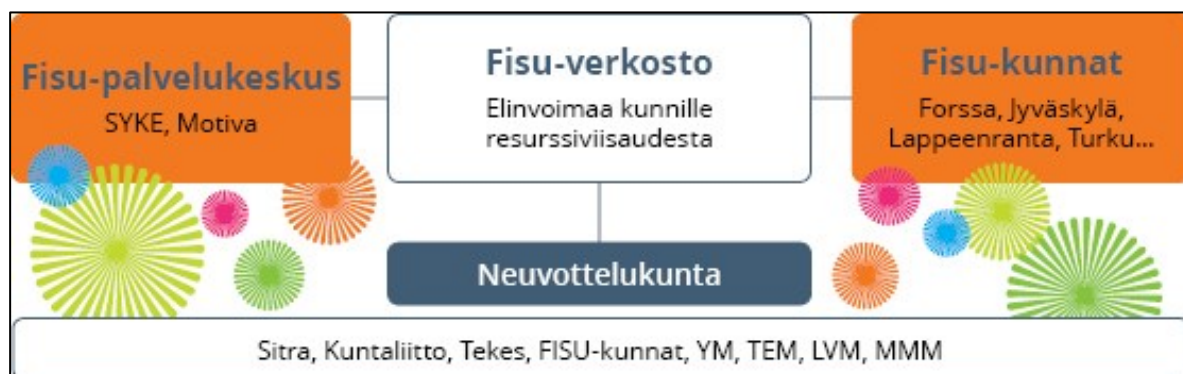 Fisu-palvelukeskus
SYKE, Motiva
Fisu-verkosto
Elinvoimaa kunnille
resurssiviisaudesta
Fisu-kunnat
Forssa, Jyväskylä,
Lappeenranta, Turku...
Neuvottelukunta
Sitra, Kuntaliitto, Tekes, FISU-kunnat, YM, TEM, LVM, MMM